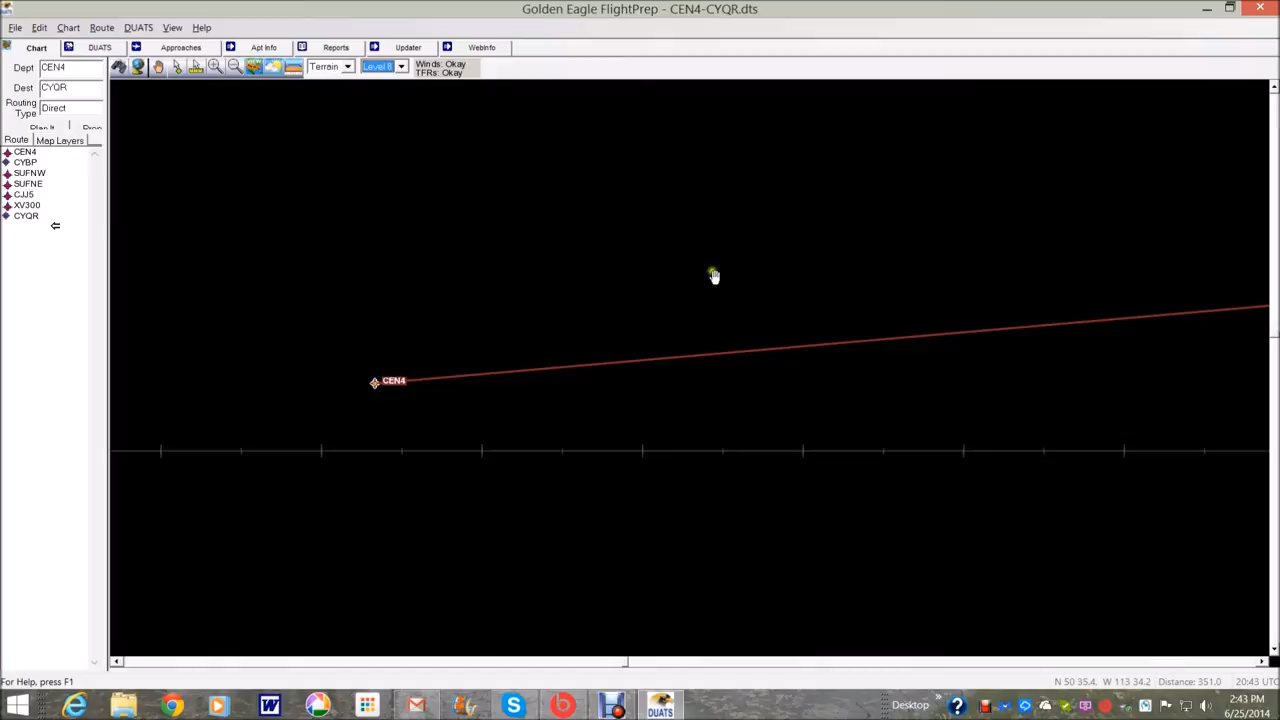 DUATS
Golden Eagle FlightPrep - CEN4-CYQR.dts
File Edit Chart Route DUATS View Help
Chart DUATS Approaches Apt Info Reports Updater WebInfo
Dept CEN4
Terrain
Level 8
Winds: Okay
TFRs: Okay
Dest CYQR
Routing
Type Direct
Plan It
Route Map Layers
CEN4
CYBP
SUFNW
SUFNE
CJJ5
XV300
CYQR
CEN4
For Help, press F1
N 50 35.4, W 113 34.2 Distance: 351.0 20:43 UTC
DUATS
Desktop »
2:43 PM
6/25/2014